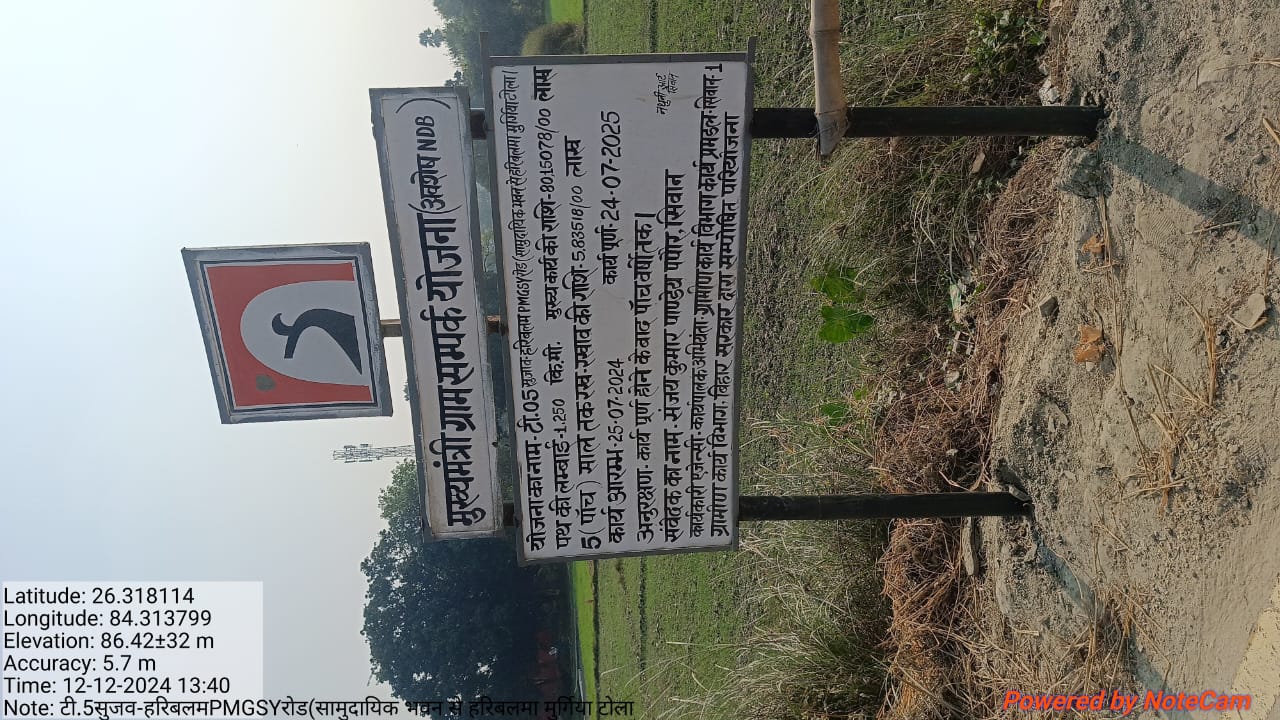 मुख्यमंत्री ग्राम सम्पर्क योजना (अवशेष NDB)
योजना का नाम- टी.05 सुजाव-हरिबलम PMGSY रोड (सामुदायिक भवन से हरिबलमा मुर्गिया टोला।
पथ की लम्बाई-1.250 कि.मी. मुख्य कार्य की राशि-80.15078/00 लाख
5 ( पांच ) साल तक रख रखाव की राशि-5.83518/00 लाख
कार्य आरम्भ-25-07-2024 कार्य पूर्ण-24-07-2025
अनुरक्षण- कार्य पूर्ण होने के बाद पाँच वर्षो तक।
संवेदक का नाम- संजय कुमार पाण्डेय पर्णार, सिवान
कार्यकारी एजेन्सी- कार्यपालक अभियंता ग्रामीण कार्य विभाग कार्य प्रमंडल- सिवान-1
ग्रामीण कार्य विभाग, बिहार सरकार द्वारा सम्पोषित परियोजना
Latitude: 26.318114
Longitude: 84.313799
Elevation: 86.42±32 m
Accuracy: 5.7 m
Time: 12-12-2024 13:40
Note: टी.5सुजव-हरिबलमPMGSYरोड(सामुदायिक भवन से हरिबलमा मुर्गिया टोला
Powered by NoteCam